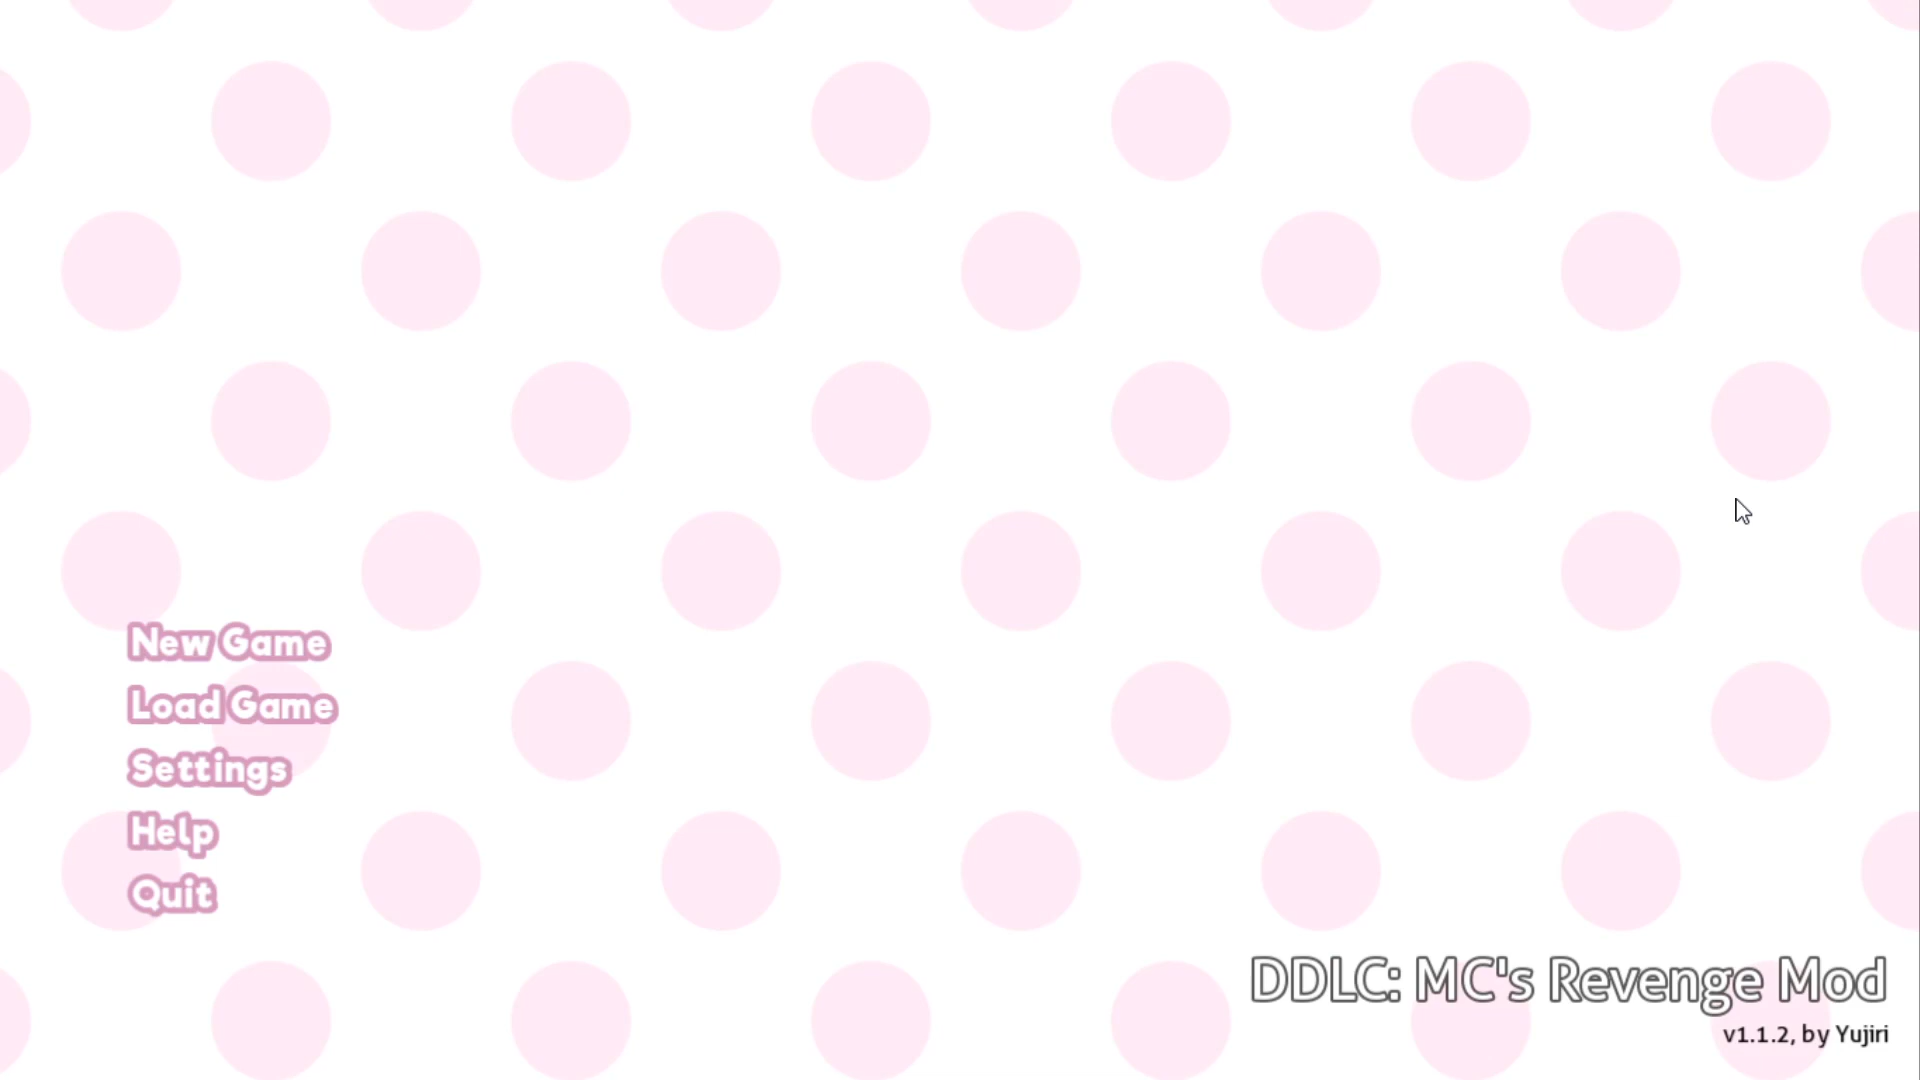 New Game
Load Game
Settings
Help
Quit
DDLC: MC's Revenge Mod
v1.1.2, by Yujiri